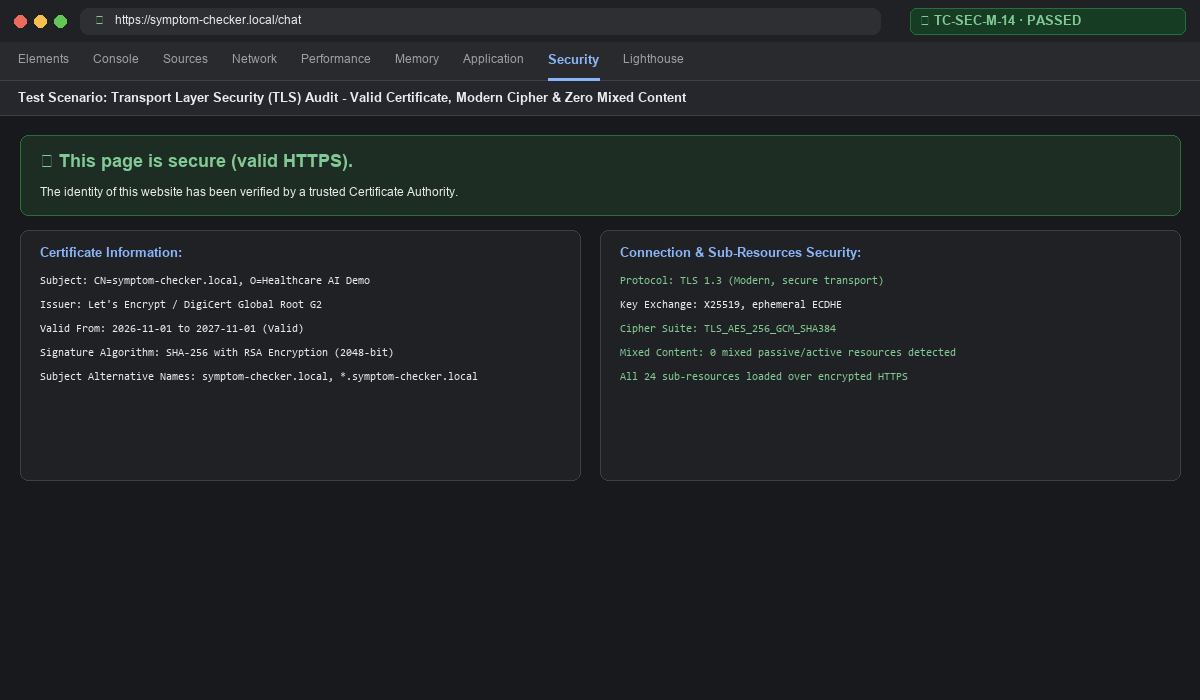 https://symptom-checker.local/chat
TC-SEC-M-14 · PASSED
Elements Console Sources Network Performance Memory Application Security Lighthouse
Test Scenario: Transport Layer Security (TLS) Audit - Valid Certificate, Modern Cipher & Zero Mixed Content
This page is secure (valid HTTPS).
The identity of this website has been verified by a trusted Certificate Authority.
Certificate Information:
Subject: CN=symptom-checker.local, O=Healthcare AI Demo
Issuer: Let's Encrypt / DigiCert Global Root G2
Valid From: 2026-11-01 to 2027-11-01 (Valid)
Signature Algorithm: SHA-256 with RSA Encryption (2048-bit)
Subject Alternative Names: symptom-checker.local, *.symptom-checker.local
Connection & Sub-Resources Security:
Protocol: TLS 1.3 (Modern, secure transport)
Key Exchange: X25519, ephemeral ECDHE
Cipher Suite: TLS_AES_256_GCM_SHA384
Mixed Content: 0 mixed passive/active resources detected
All 24 sub-resources loaded over encrypted HTTPS